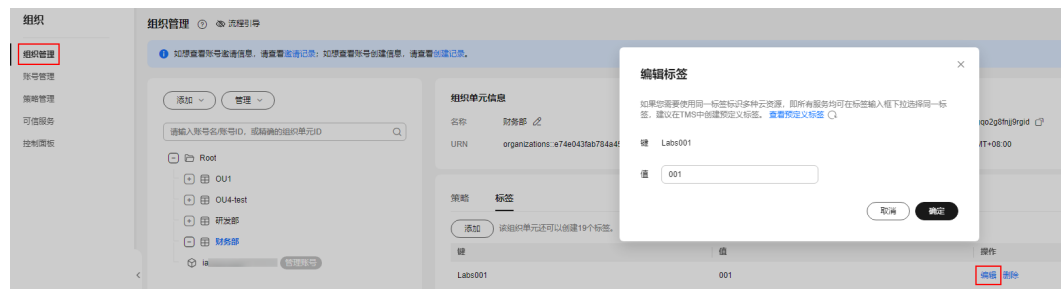 组织
组织管理
账号管理
策略管理
可信服务
控制面板
组织管理 流程引导
如想查看账号邀请信息，请查看邀请记录；如想查看账号创建信息，请查看创建记录。
添加 管理
请输入账号名/账号ID，或精确的组织单元ID
Root
OU1
OU4-test
研发部
财务部
ia 管理账号
组织单元信息
名称 财务部
URN organizations::e74e043fab784a45
策略 标签
添加 该组织单元还可以创建19个标签。
键 值 操作
Labs001 001 编辑 删除
编辑标签
如果您需要使用同一标签标识多种云资源，即所有服务均可在标签输入框下拉选择同一标
签，建议在TMS中创建预定义标签。 查看预定义标签
键 Labs001
值 001
取消 确定
MT+08:00